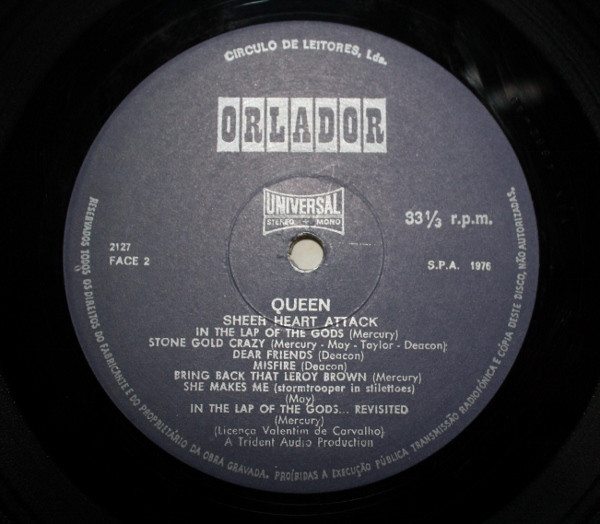 CIRCULO DE LEITORES, Lda.
ORLADOR
UNIVERSAL
STEREO MONO
33 1/3 r.p.m.
2127
FACE 2
S.P.A. 1976
QUEEN
SHEER HEART ATTACK
IN THE LAP OF THE GODS (Mercury)
STONE GOLD CRAZY (Mercury - May - Taylor - Deacon)
DEAR FRIENDS (Deacon)
MISFIRE (Deacon)
BRING BACK THAT LEROY BROWN (Mercury)
SHE MAKES ME (stormtrooper in stilettoes)
(May)
IN THE LAP OF THE GODS... REVISITED
(Mercury)
(Licença Valentim de Carvalho)
A Trident Audio Production
RESERVADOS TODOS OS DIREITOS DO FABRICANTE E DO PROPRIETÁRIO DA OBRA GRAVADA. PROÍBIDAS A EXECUÇÃO PÚBLICA, TRANSMISSÃO RADIOFÓNICA E CÓPIA DESTE DISCO, NÃO AUTORIZADAS.